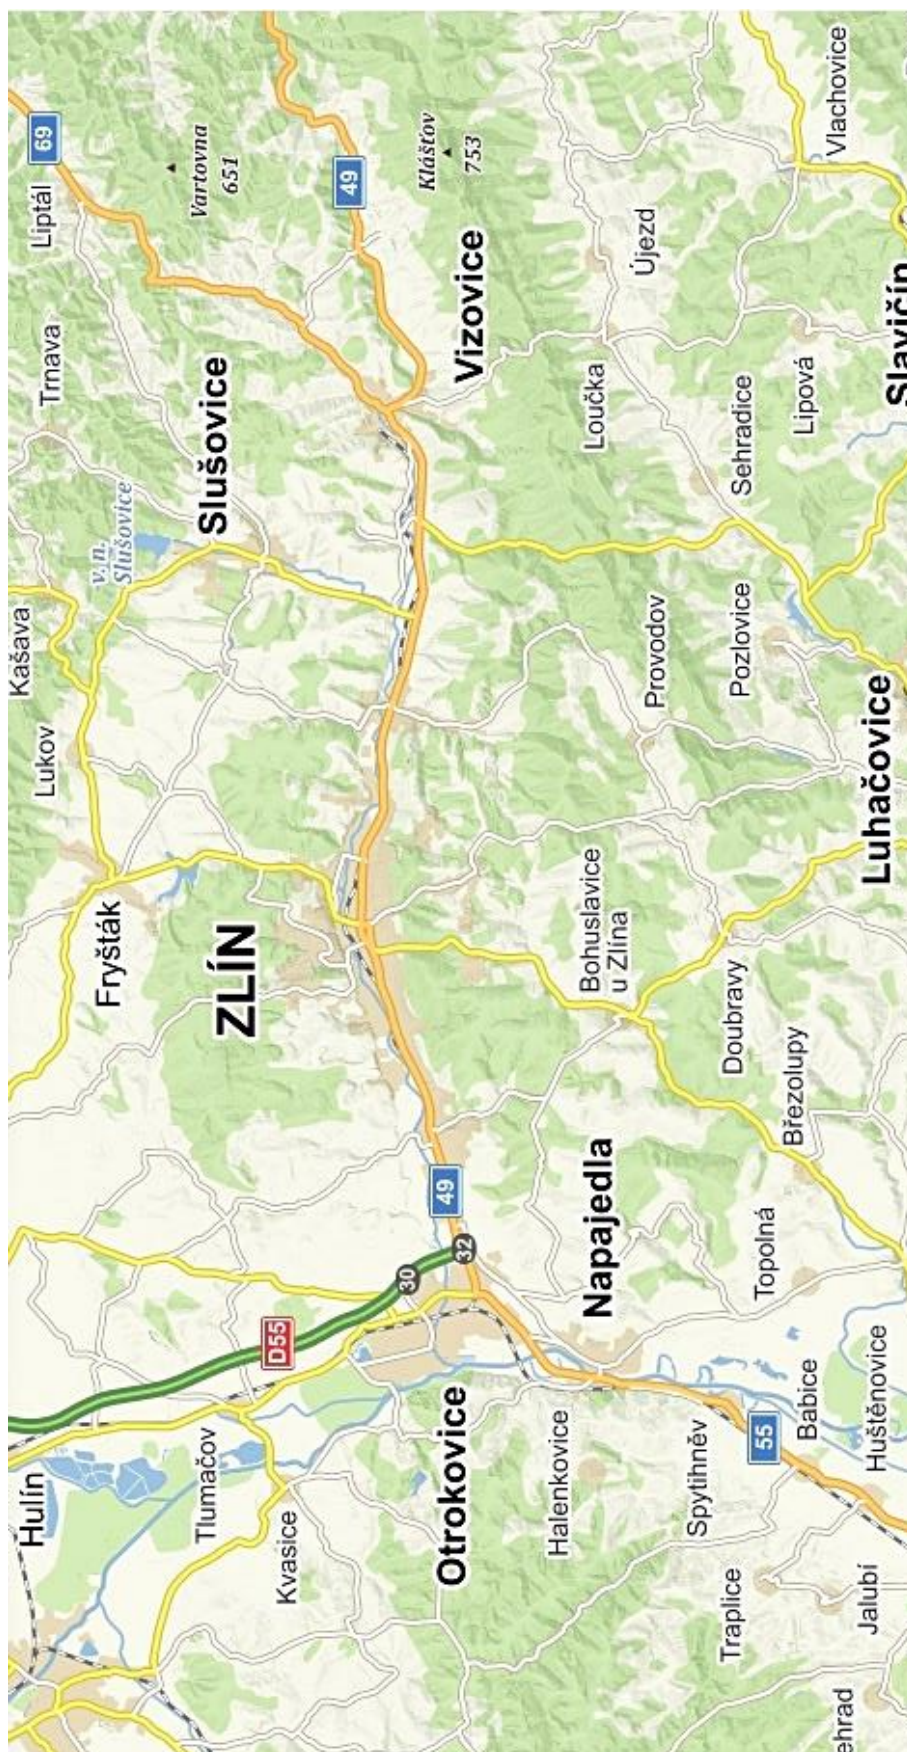 Hulín
Tlumačov
Kvasice
Otrokovice
Halenkovice
Spytihněv
Traplice
Jalubí
ehrad
Babice
Huštěnovice
55
D55
30
32
49
Napajedla
Topolná
Březolupy
Doubravy
Bohuslavice
u Zlína
ZLÍN
Fryšták
Lukov
Kašava
v. n.
Slušovice
Slušovice
Trnava
Liptál
69
Vartovna
651
49
Klášťov
753
Vizovice
Provodov
Pozlovice
Luhačovice
Sehradice
Loučka
Lipová
Újezd
Vlachovice
Slavičín